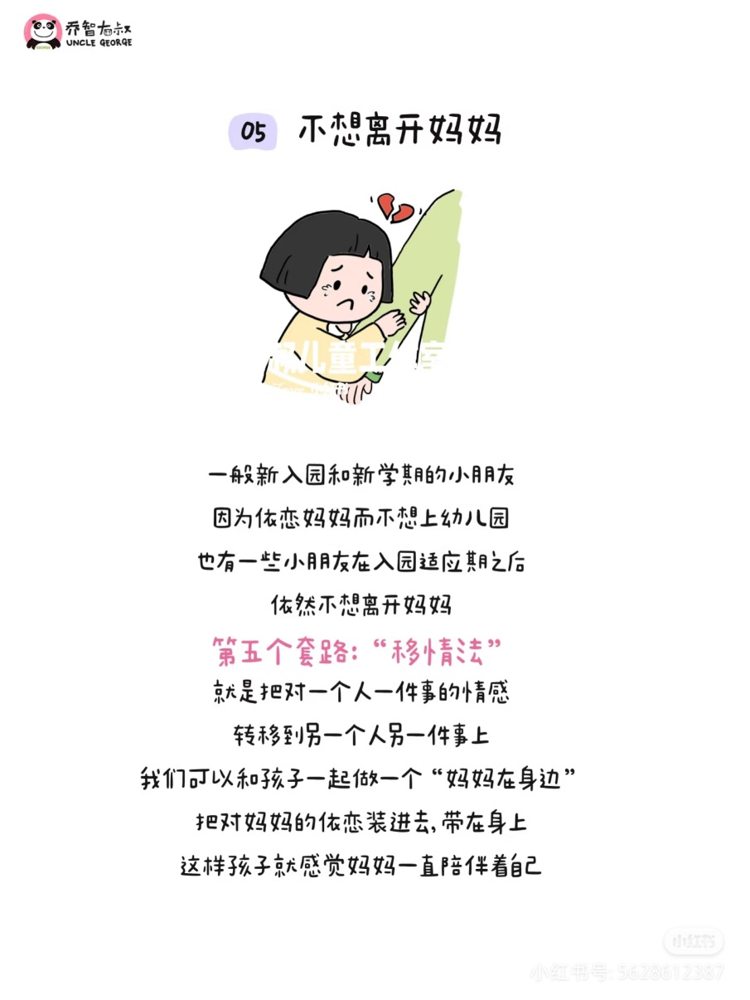 乔智大叔
UNCLE GEORGE
05 不想离开妈妈
儿童工
一般新入园和新学期的小朋友
因为依恋妈妈而不想上幼儿园
也有一些小朋友在入园适应期之后
依然不想离开妈妈
第五个套路:“移情法”
就是把对一个人一件事的情感
转移到另一个人另一件事上
我们可以和孩子一起做一个“妈妈在身边”
把对妈妈的依恋装进去,带在身上
这样孩子就感觉妈妈一直陪伴着自己
小红书
小红书号: 5628612387